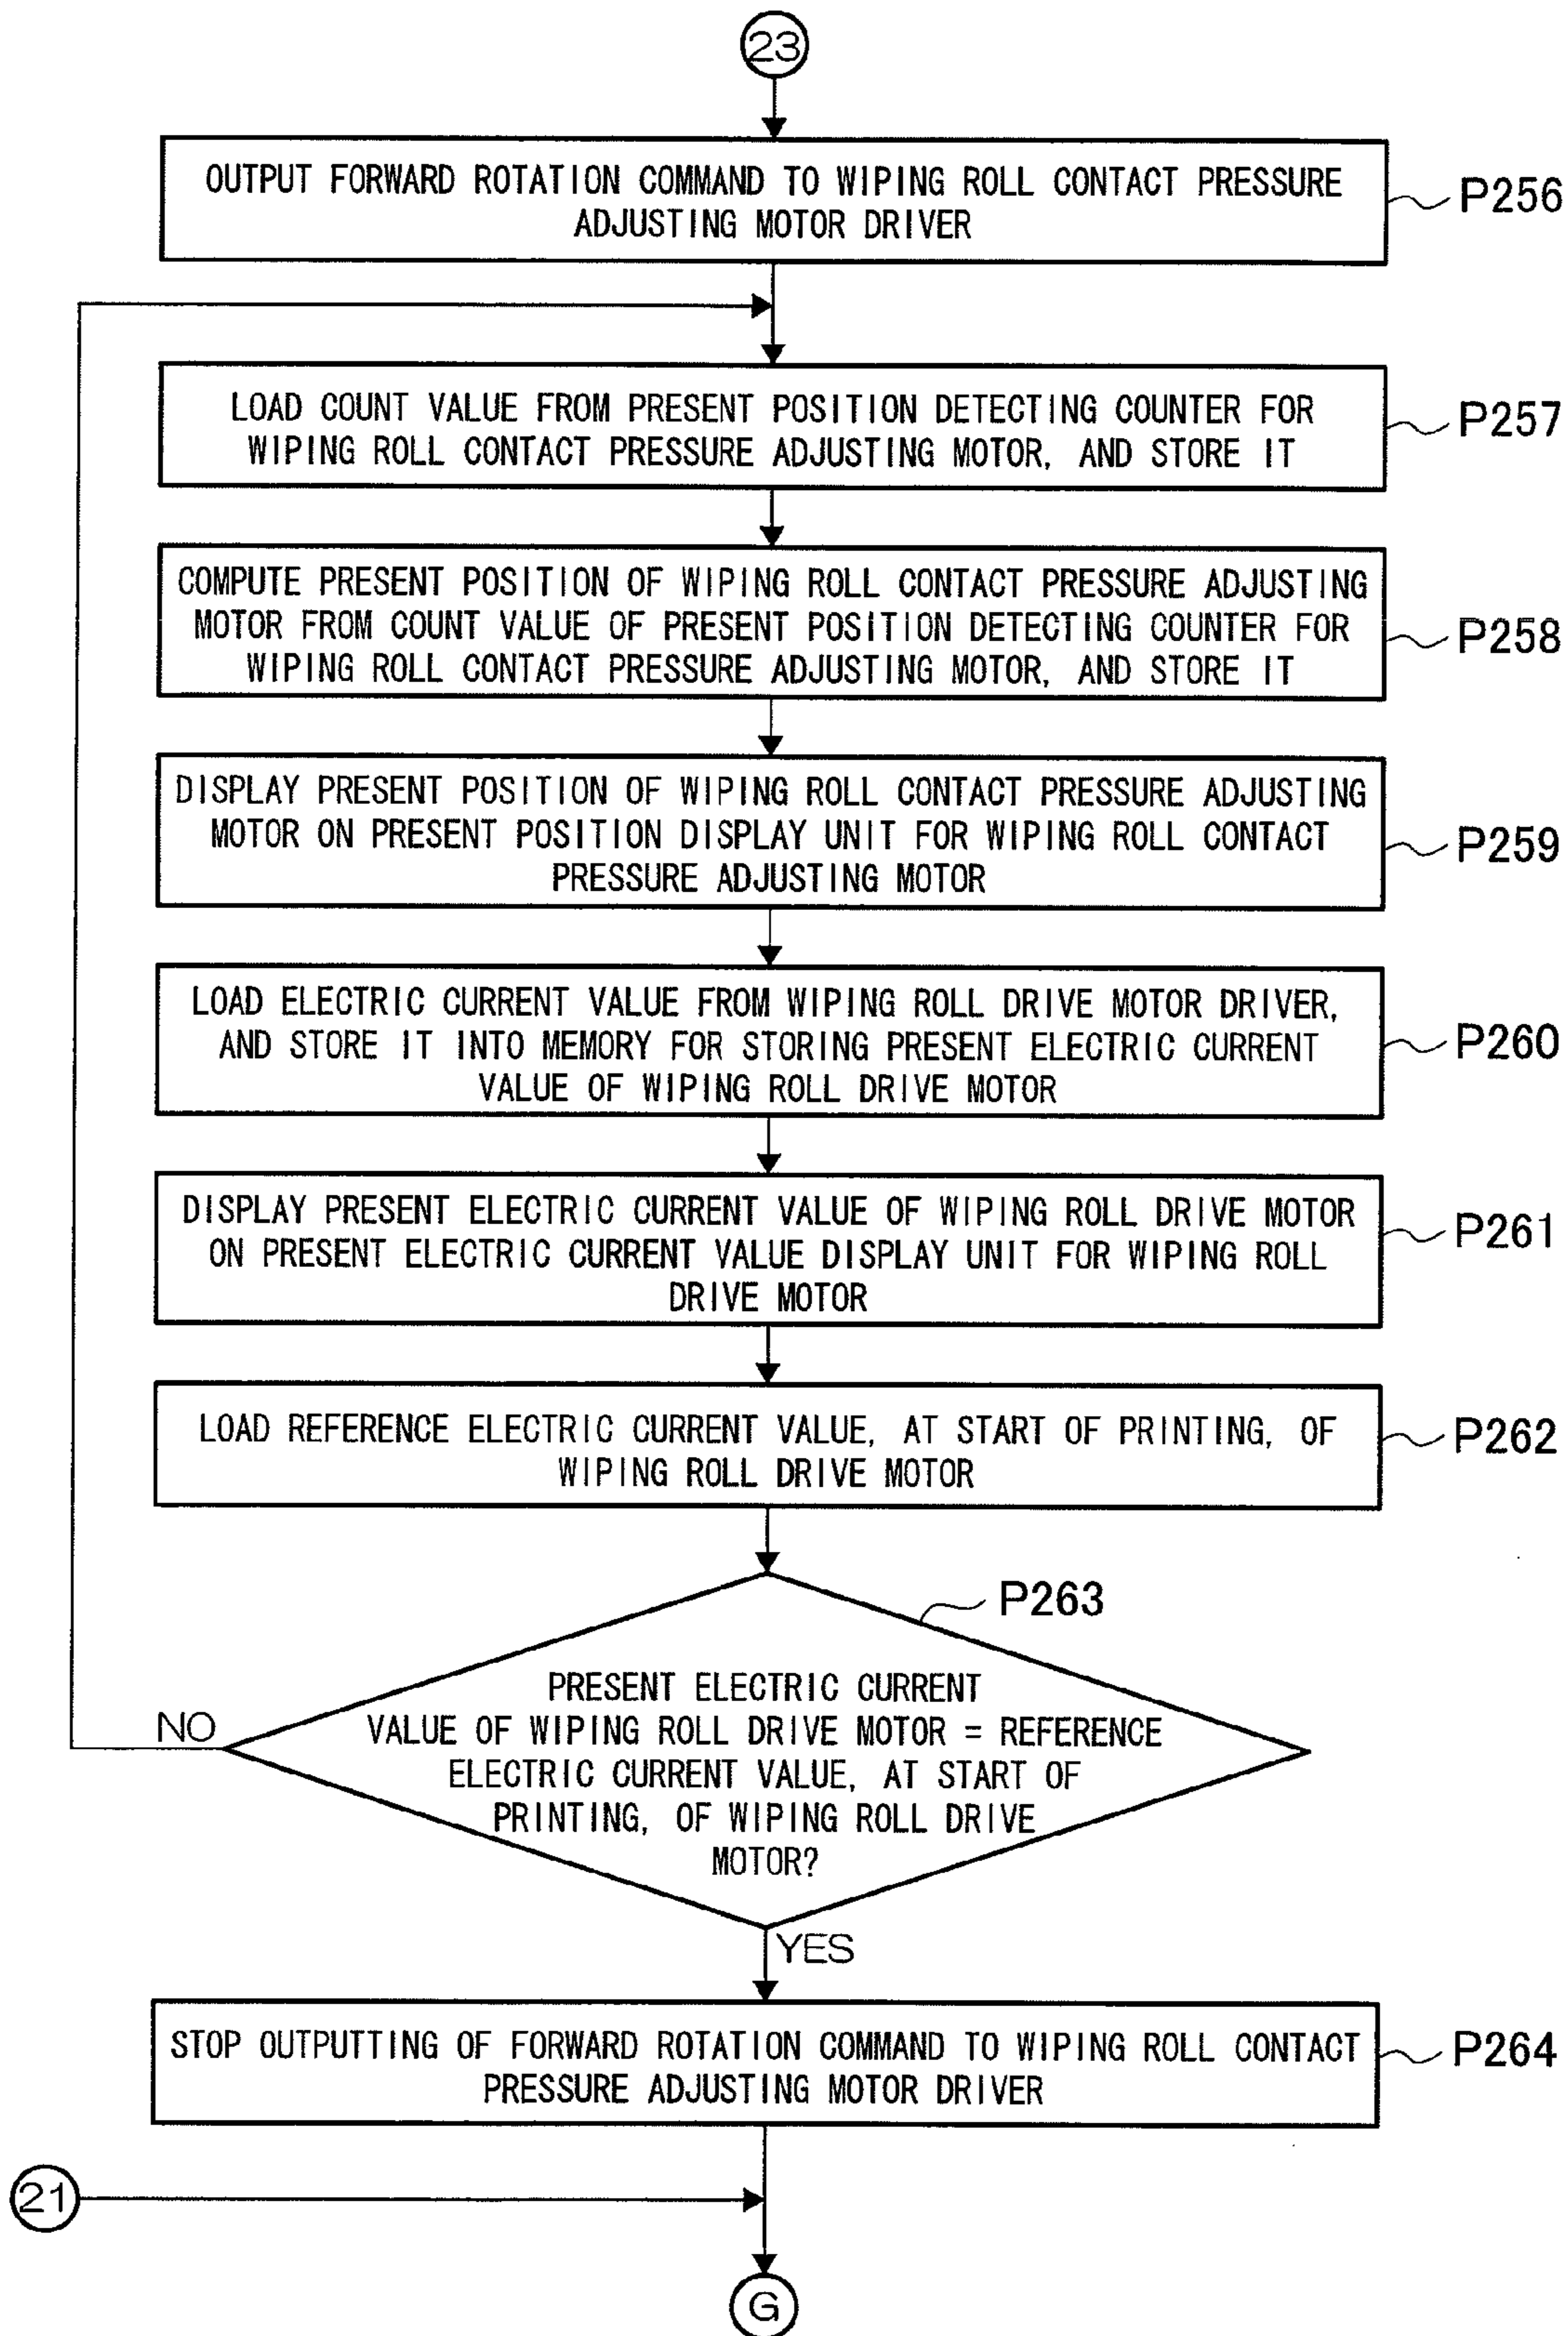 23
OUTPUT FORWARD ROTATION COMMAND TO WIPING ROLL CONTACT PRESSURE
ADJUSTING MOTOR DRIVER
P256
LOAD COUNT VALUE FROM PRESENT POSITION DETECTING COUNTER FOR
WIPING ROLL CONTACT PRESSURE ADJUSTING MOTOR, AND STORE IT
P257
COMPUTE PRESENT POSITION OF WIPING ROLL CONTACT PRESSURE ADJUSTING
MOTOR FROM COUNT VALUE OF PRESENT POSITION DETECTING COUNTER FOR
WIPING ROLL CONTACT PRESSURE ADJUSTING MOTOR, AND STORE IT
P258
DISPLAY PRESENT POSITION OF WIPING ROLL CONTACT PRESSURE ADJUSTING
MOTOR ON PRESENT POSITION DISPLAY UNIT FOR WIPING ROLL CONTACT
PRESSURE ADJUSTING MOTOR
P259
LOAD ELECTRIC CURRENT VALUE FROM WIPING ROLL DRIVE MOTOR DRIVER,
AND STORE IT INTO MEMORY FOR STORING PRESENT ELECTRIC CURRENT
VALUE OF WIPING ROLL DRIVE MOTOR
P260
DISPLAY PRESENT ELECTRIC CURRENT VALUE OF WIPING ROLL DRIVE MOTOR
ON PRESENT ELECTRIC CURRENT VALUE DISPLAY UNIT FOR WIPING ROLL
DRIVE MOTOR
P261
LOAD REFERENCE ELECTRIC CURRENT VALUE, AT START OF PRINTING, OF
WIPING ROLL DRIVE MOTOR
P262
P263
PRESENT ELECTRIC CURRENT
VALUE OF WIPING ROLL DRIVE MOTOR = REFERENCE
ELECTRIC CURRENT VALUE, AT START OF
PRINTING, OF WIPING ROLL DRIVE
MOTOR?
NO
YES
STOP OUTPUTTING OF FORWARD ROTATION COMMAND TO WIPING ROLL CONTACT
PRESSURE ADJUSTING MOTOR DRIVER
P264
21
G